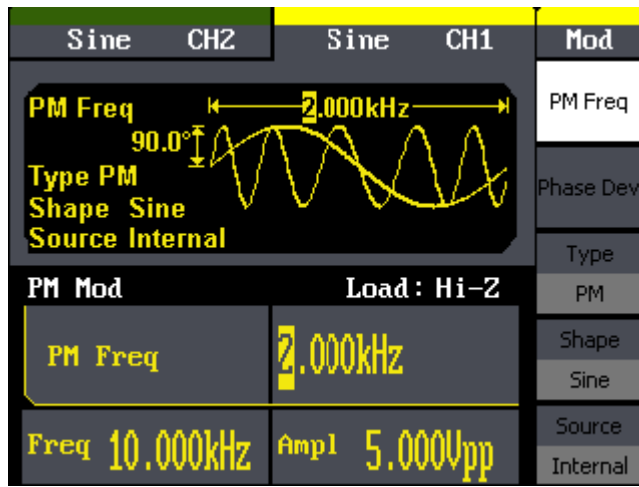 Sine CH2 Sine CH1 Mod
PM Freq 2.000kHz PM Freq
90.0°
Type PM
Shape Sine
Source Internal
Phase Dev
Type
PM
PM Mod Load: Hi-Z
PM Freq 2.000kHz
Shape
Sine
Freq 10.000kHz Ampl 5.000Vpp
Source
Internal